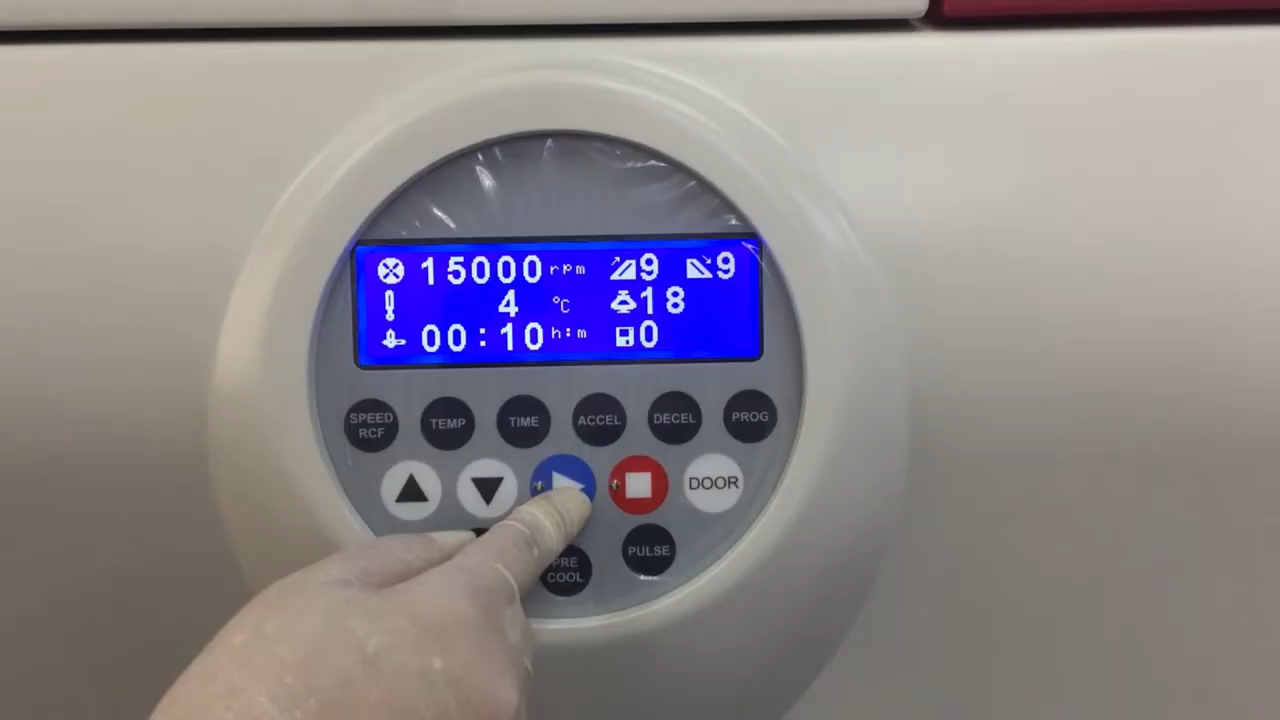 15000 rpm 9 9
4 °C 18
00:10 h:m 0
SPEED RCF TEMP TIME ACCEL DECEL PROG
DOOR
PRE COOL PULSE